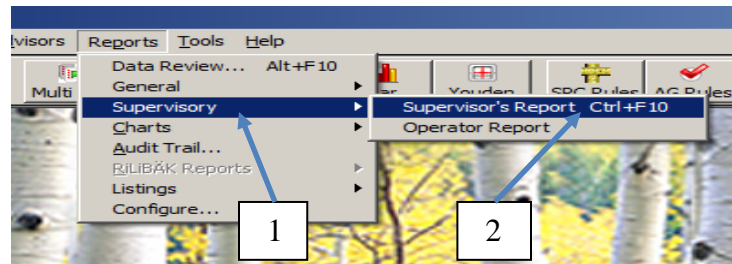 visors Reports Tools Help
Multi Youden SPC Rules AG Rules
Data Review... Alt+F10
General
Supervisory
Charts
Audit Trail...
RiLiBÄK Reports
Listings
Configure...
Supervisor's Report Ctrl+F10
Operator Report
1
2